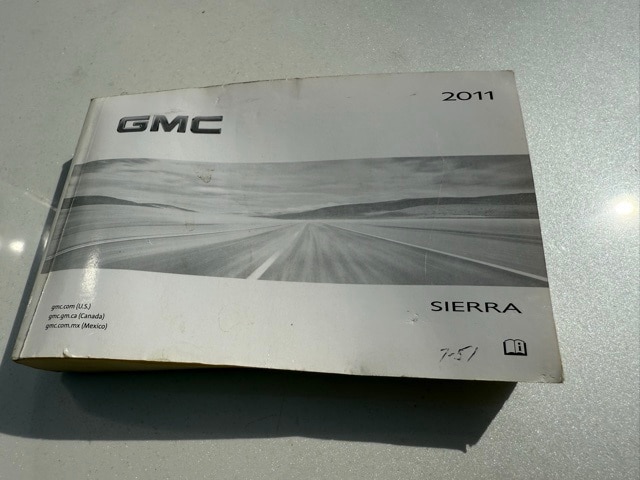 2011
GMC
gmc.com (U.S.)
gmc.gm.ca (Canada)
gmc.com.mx (Mexico)
SIERRA
7-51